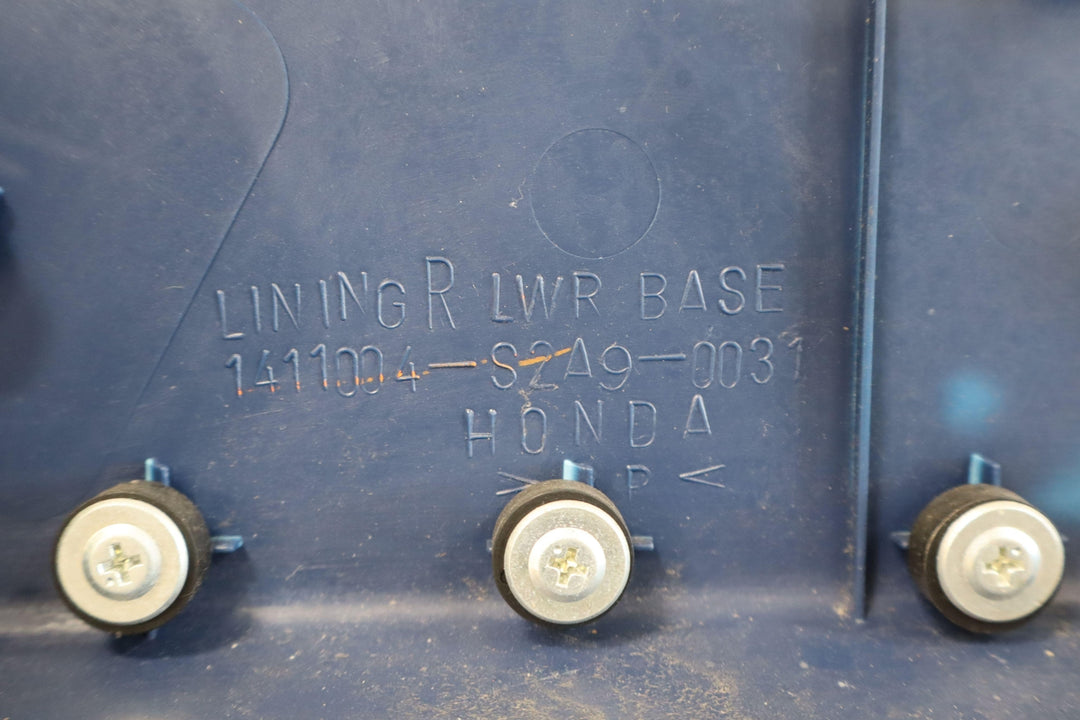 LINING R LWR BASE
1411004-S2A9-0031
HONDA
> P <